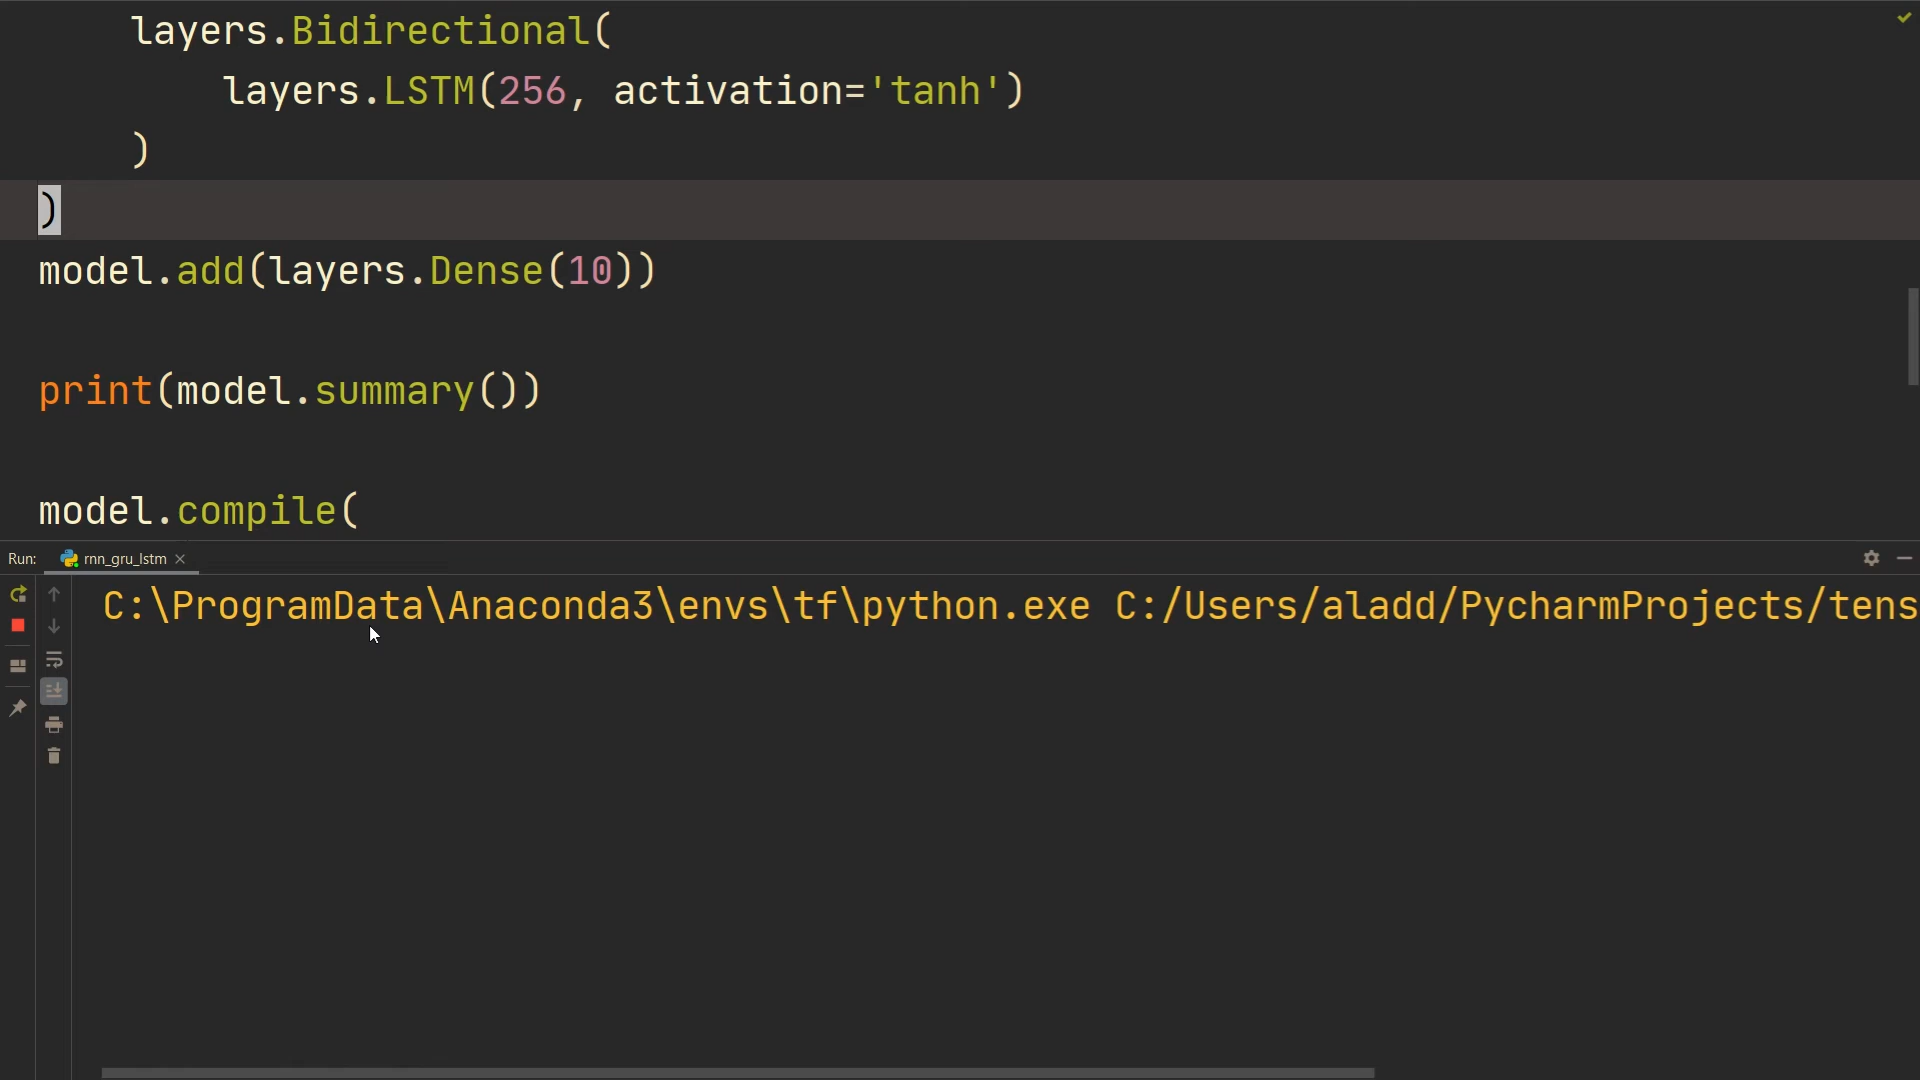 layers.Bidirectional(
layers.LSTM(256, activation='tanh')
)
)
model.add(layers.Dense(10))
print(model.summary())
model.compile(
Run: rnn_gru_lstm
C:\ProgramData\Anaconda3\envs\tf\python.exe C:/Users/aladd/PycharmProjects/tens